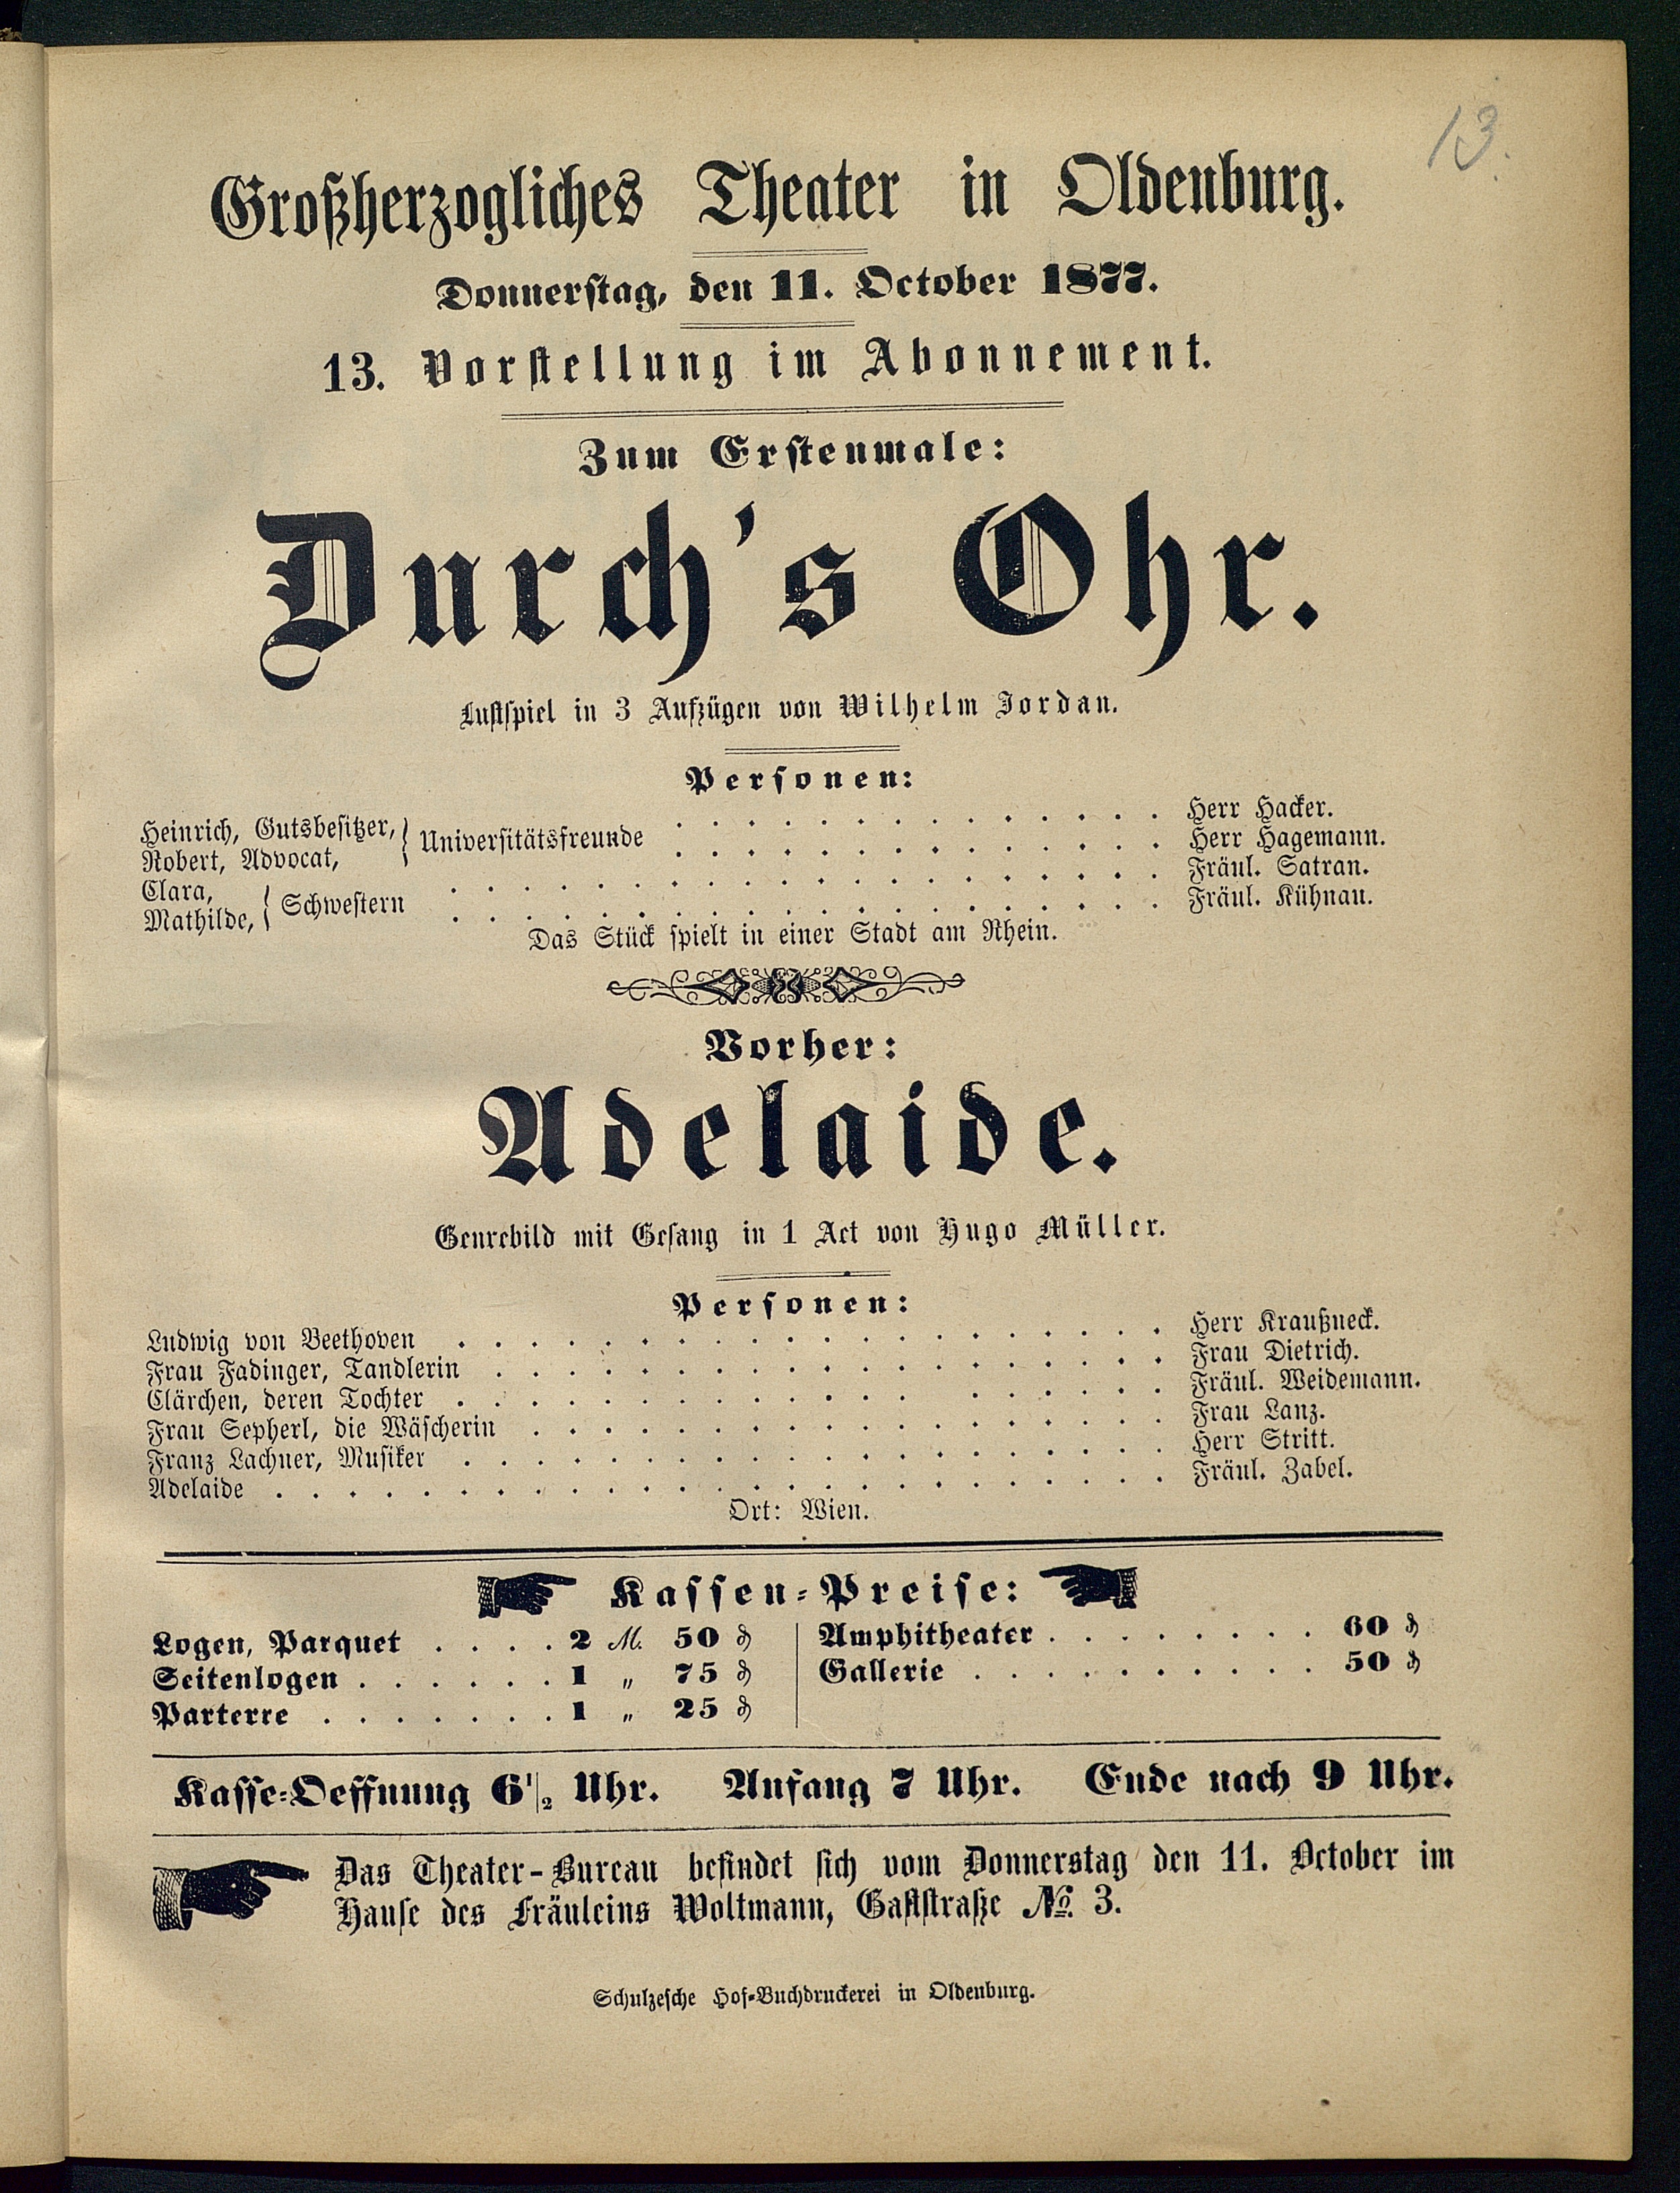 13.
Großherzogliches Theater in Oldenburg.
Donnerstag, den 11. October 1877.
13. Vorstellung im Abonnement.
Zum Erstenmale:
Durch's Ohr.
Lustspiel in 3 Aufzügen von Wilhelm Jordan.
Personen:
Heinrich, Gutsbesitzer, } Universitätsfreunde . . . . . . . . . . . . . . Herr Hacker.
Robert, Advocat, . . . . . . . . . . . . . . Herr Hagemann.
Clara, } Schwestern . . . . . . . . . . . . . . . . . . . . Fräul. Satran.
Mathilde, . . . . . . . . . . . . . . . . . . . . Fräul. Kühnau.
Das Stück spielt in einer Stadt am Rhein.
Vorher:
Adelaide.
Genrebild mit Gesang in 1 Act von Hugo Müller.
Personen:
Ludwig von Beethoven . . . . . . . . . . . . . . . . . . . . Herr Kraußneck.
Frau Fadinger, Tandlerin . . . . . . . . . . . . . . . . . . . Frau Dietrich.
Clärchen, deren Tochter . . . . . . . . . . . . . . . . . . . . Fräul. Weidemann.
Frau Sepherl, die Wäscherin . . . . . . . . . . . . . . . . . . Frau Lanz.
Franz Lachner, Musiker . . . . . . . . . . . . . . . . . . . . Herr Stritt.
Adelaide . . . . . . . . . . . . . . . . . . . . . . . . . Fräul. Zabel.
Ort: Wien.
Kassen-Preise:
Logen, Parquet . . . . 2 M. 50 ₰
Seitenlogen . . . . . . 1 „ 75 ₰
Parterre . . . . . . . 1 „ 25 ₰
Amphitheater . . . . . . . . 60 ₰
Gallerie . . . . . . . . . . 50 ₰
Kasse-Oeffnung 6 1/2 Uhr. Anfang 7 Uhr. Ende nach 9 Uhr.
Das Theater-Bureau befindet sich vom Donnerstag den 11. October im
Hause des Fräuleins Woltmann, Gaststraße No. 3.
Schulzesche Hof-Buchdruckerei in Oldenburg.